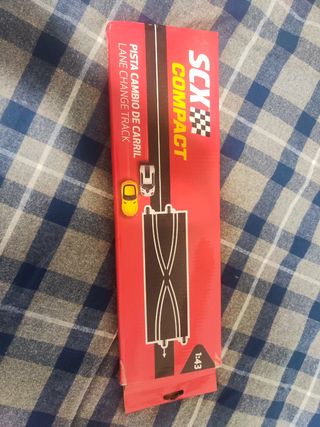 SCX
COMPACT
PISTA CAMBIO DE CARRIL
LANE CHANGE TRACK
1:43